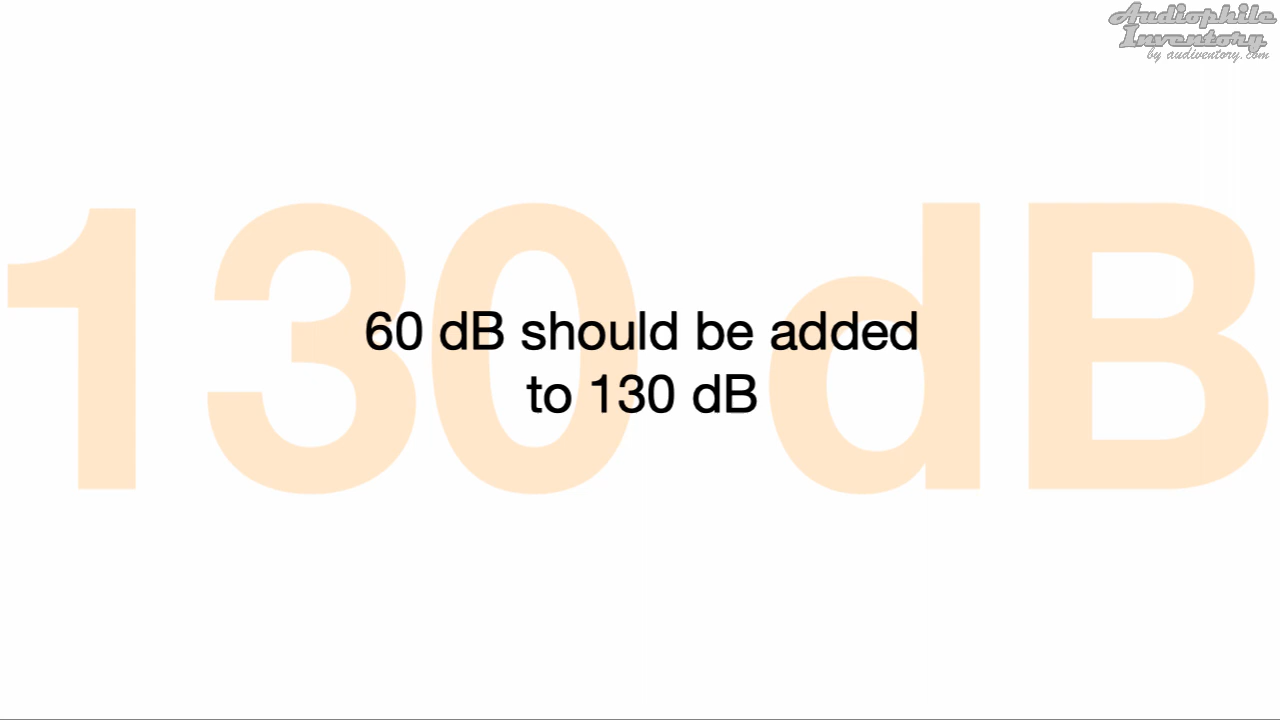 Audiophile
Inventory
by audiventory.com
130 dB
60 dB should be added
to 130 dB